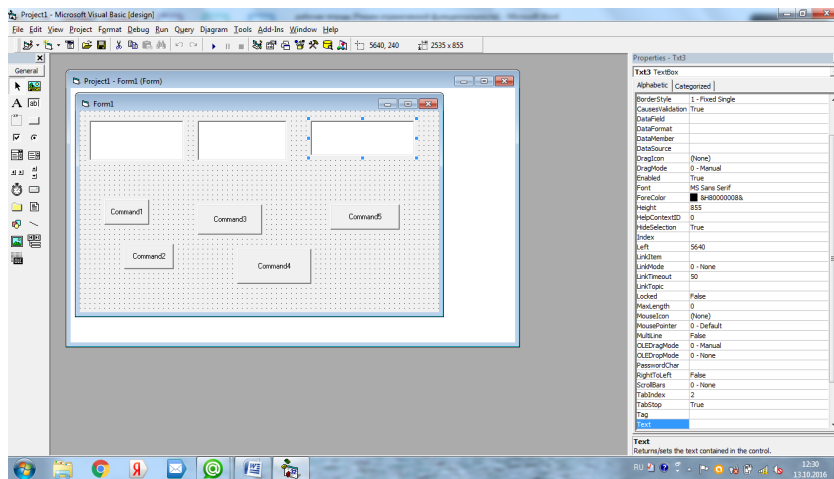 Project1 - Microsoft Visual Basic [design]
File Edit View Project Format Debug Run Query Diagram Tools Add-Ins Window Help
5640, 240
2535 x 855
General
Project1 - Form1 (Form)
Form1
Command1
Command3
Command5
Command2
Command4
Properties - Txt3
Txt3 TextBox
Alphabetic Categorized
BorderStyle 1 - Fixed Single
CausesValidation True
DataField
DataFormat
DataMember
DataSource
DragIcon (None)
DragMode 0 - Manual
Enabled True
Font MS Sans Serif
ForeColor &H80000008&
Height 855
HelpContextID 0
HideSelection True
Index
Left 5640
LinkItem
LinkMode 0 - None
LinkTimeout 50
LinkTopic
Locked False
MaxLength 0
MouseIcon (None)
MousePointer 0 - Default
MultiLine False
OLEDragMode 0 - Manual
OLEDropMode 0 - None
PasswordChar
RightToLeft False
ScrollBars 0 - None
TabIndex 2
TabStop True
Tag
Text
Text
Returns/sets the text contained in the control.
RU
12:30
13.10.2016